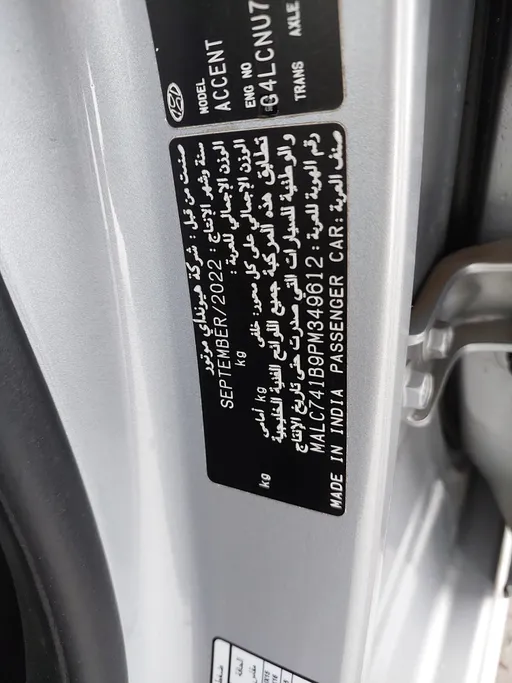 MODEL
ACCENT
ENG NO
G4LCNU7
TRANS AXLE
صنعت من قبل : شركة هيونداي موتور
سنة وشهر الإنتاج : SEPTEMBER/2022
الوزن الإجمالي للعربة : kg
الوزن الإجمالي على كل محور: خلفي kg أمامي kg
تطابق هذه المركبة جميع اللوائح الفنية الخليجية
والوطنية للسيارات التي صدرت حتى تاريخ الإنتاج
رقم الهوية للعربة : MALC741B9PM349612
صنف العربة : PASSENGER CAR MADE IN INDIA